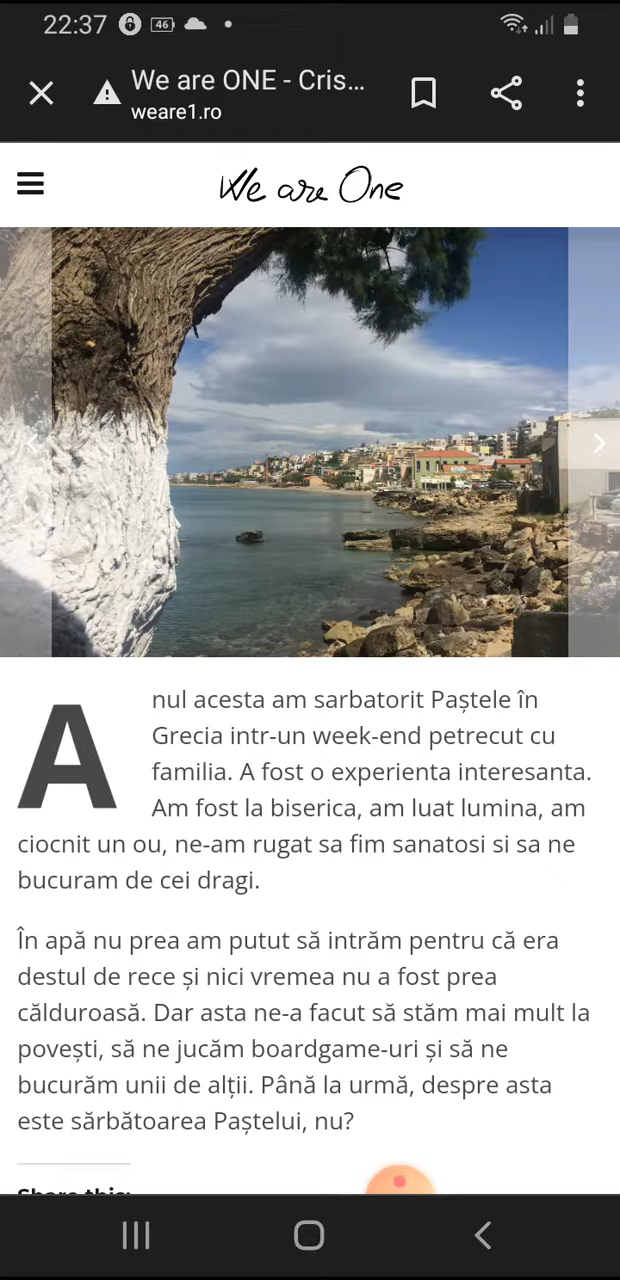 22:37 46
We are ONE - Cris...
weare1.ro
We are One
Anul acesta am sarbatorit Paștele în
Grecia intr-un week-end petrecut cu
familia. A fost o experienta interesanta.
Am fost la biserica, am luat lumina, am
ciocnit un ou, ne-am rugat sa fim sanatosi si sa ne
bucuram de cei dragi.
În apă nu prea am putut să intrăm pentru că era
destul de rece și nici vremea nu a fost prea
călduroasă. Dar asta ne-a facut să stăm mai mult la
povești, să ne jucăm boardgame-uri și să ne
bucurăm unii de alții. Până la urmă, despre asta
este sărbătoarea Paștelui, nu?
Share this: